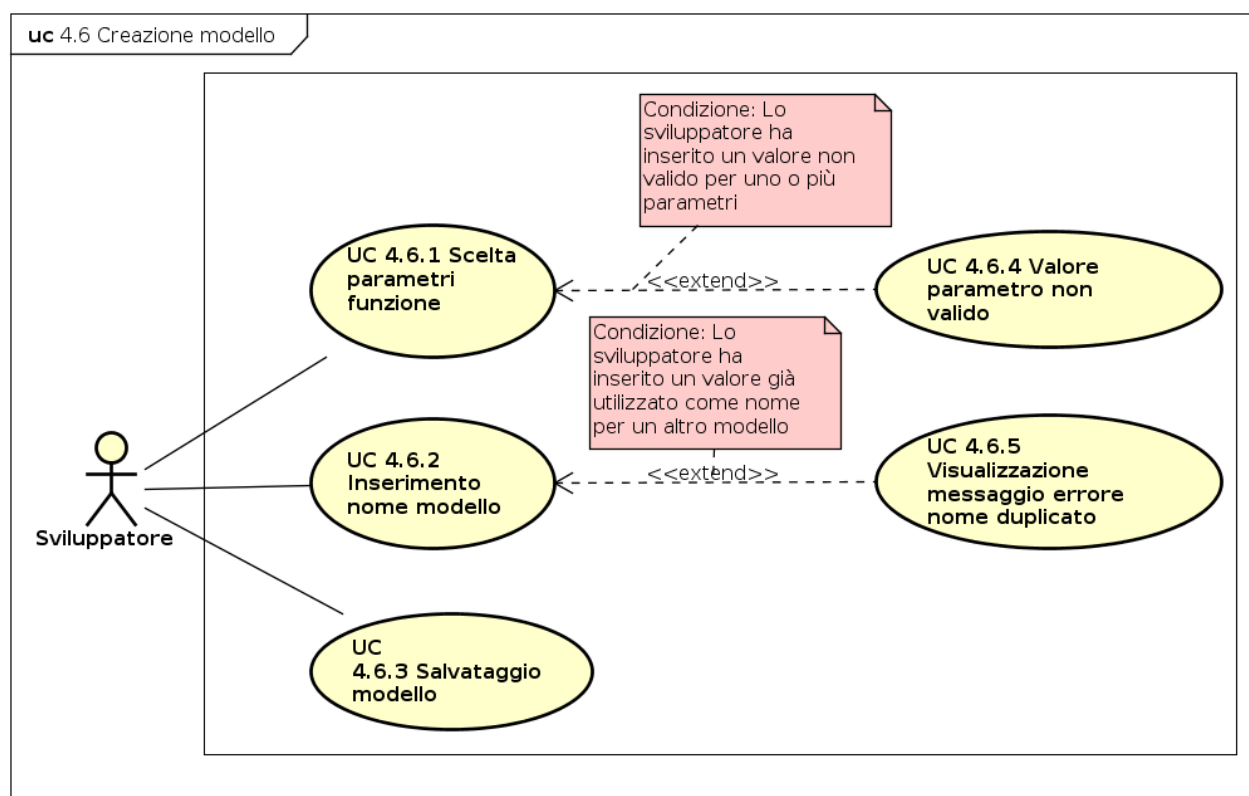 uc 4.6 Creazione modello
Condizione: Lo
sviluppatore ha
inserito un valore non
valido per uno o più
parametri
UC 4.6.1 Scelta
parametri
funzione
<<extend>>
UC 4.6.4 Valore
parametro non
valido
Condizione: Lo
sviluppatore ha
inserito un valore già
utilizzato come nome
per un altro modello
UC 4.6.2
Inserimento
nome modello
<<extend>>
UC 4.6.5
Visualizzazione
messaggio errore
nome duplicato
Sviluppatore
UC
4.6.3 Salvataggio
modello